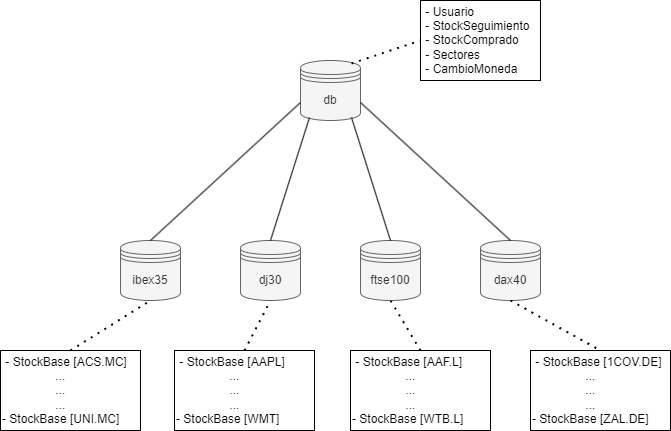 - Usuario
- StockSeguimiento
- StockComprado
- Sectores
- CambioMoneda
db
ibex35
dj30
ftse100
dax40
- StockBase [ACS.MC]
...
...
...
- StockBase [UNI.MC]
- StockBase [AAPL]
...
...
...
- StockBase [WMT]
- StockBase [AAF.L]
...
...
...
- StockBase [WTB.L]
- StockBase [1COV.DE]
...
...
...
- StockBase [ZAL.DE]